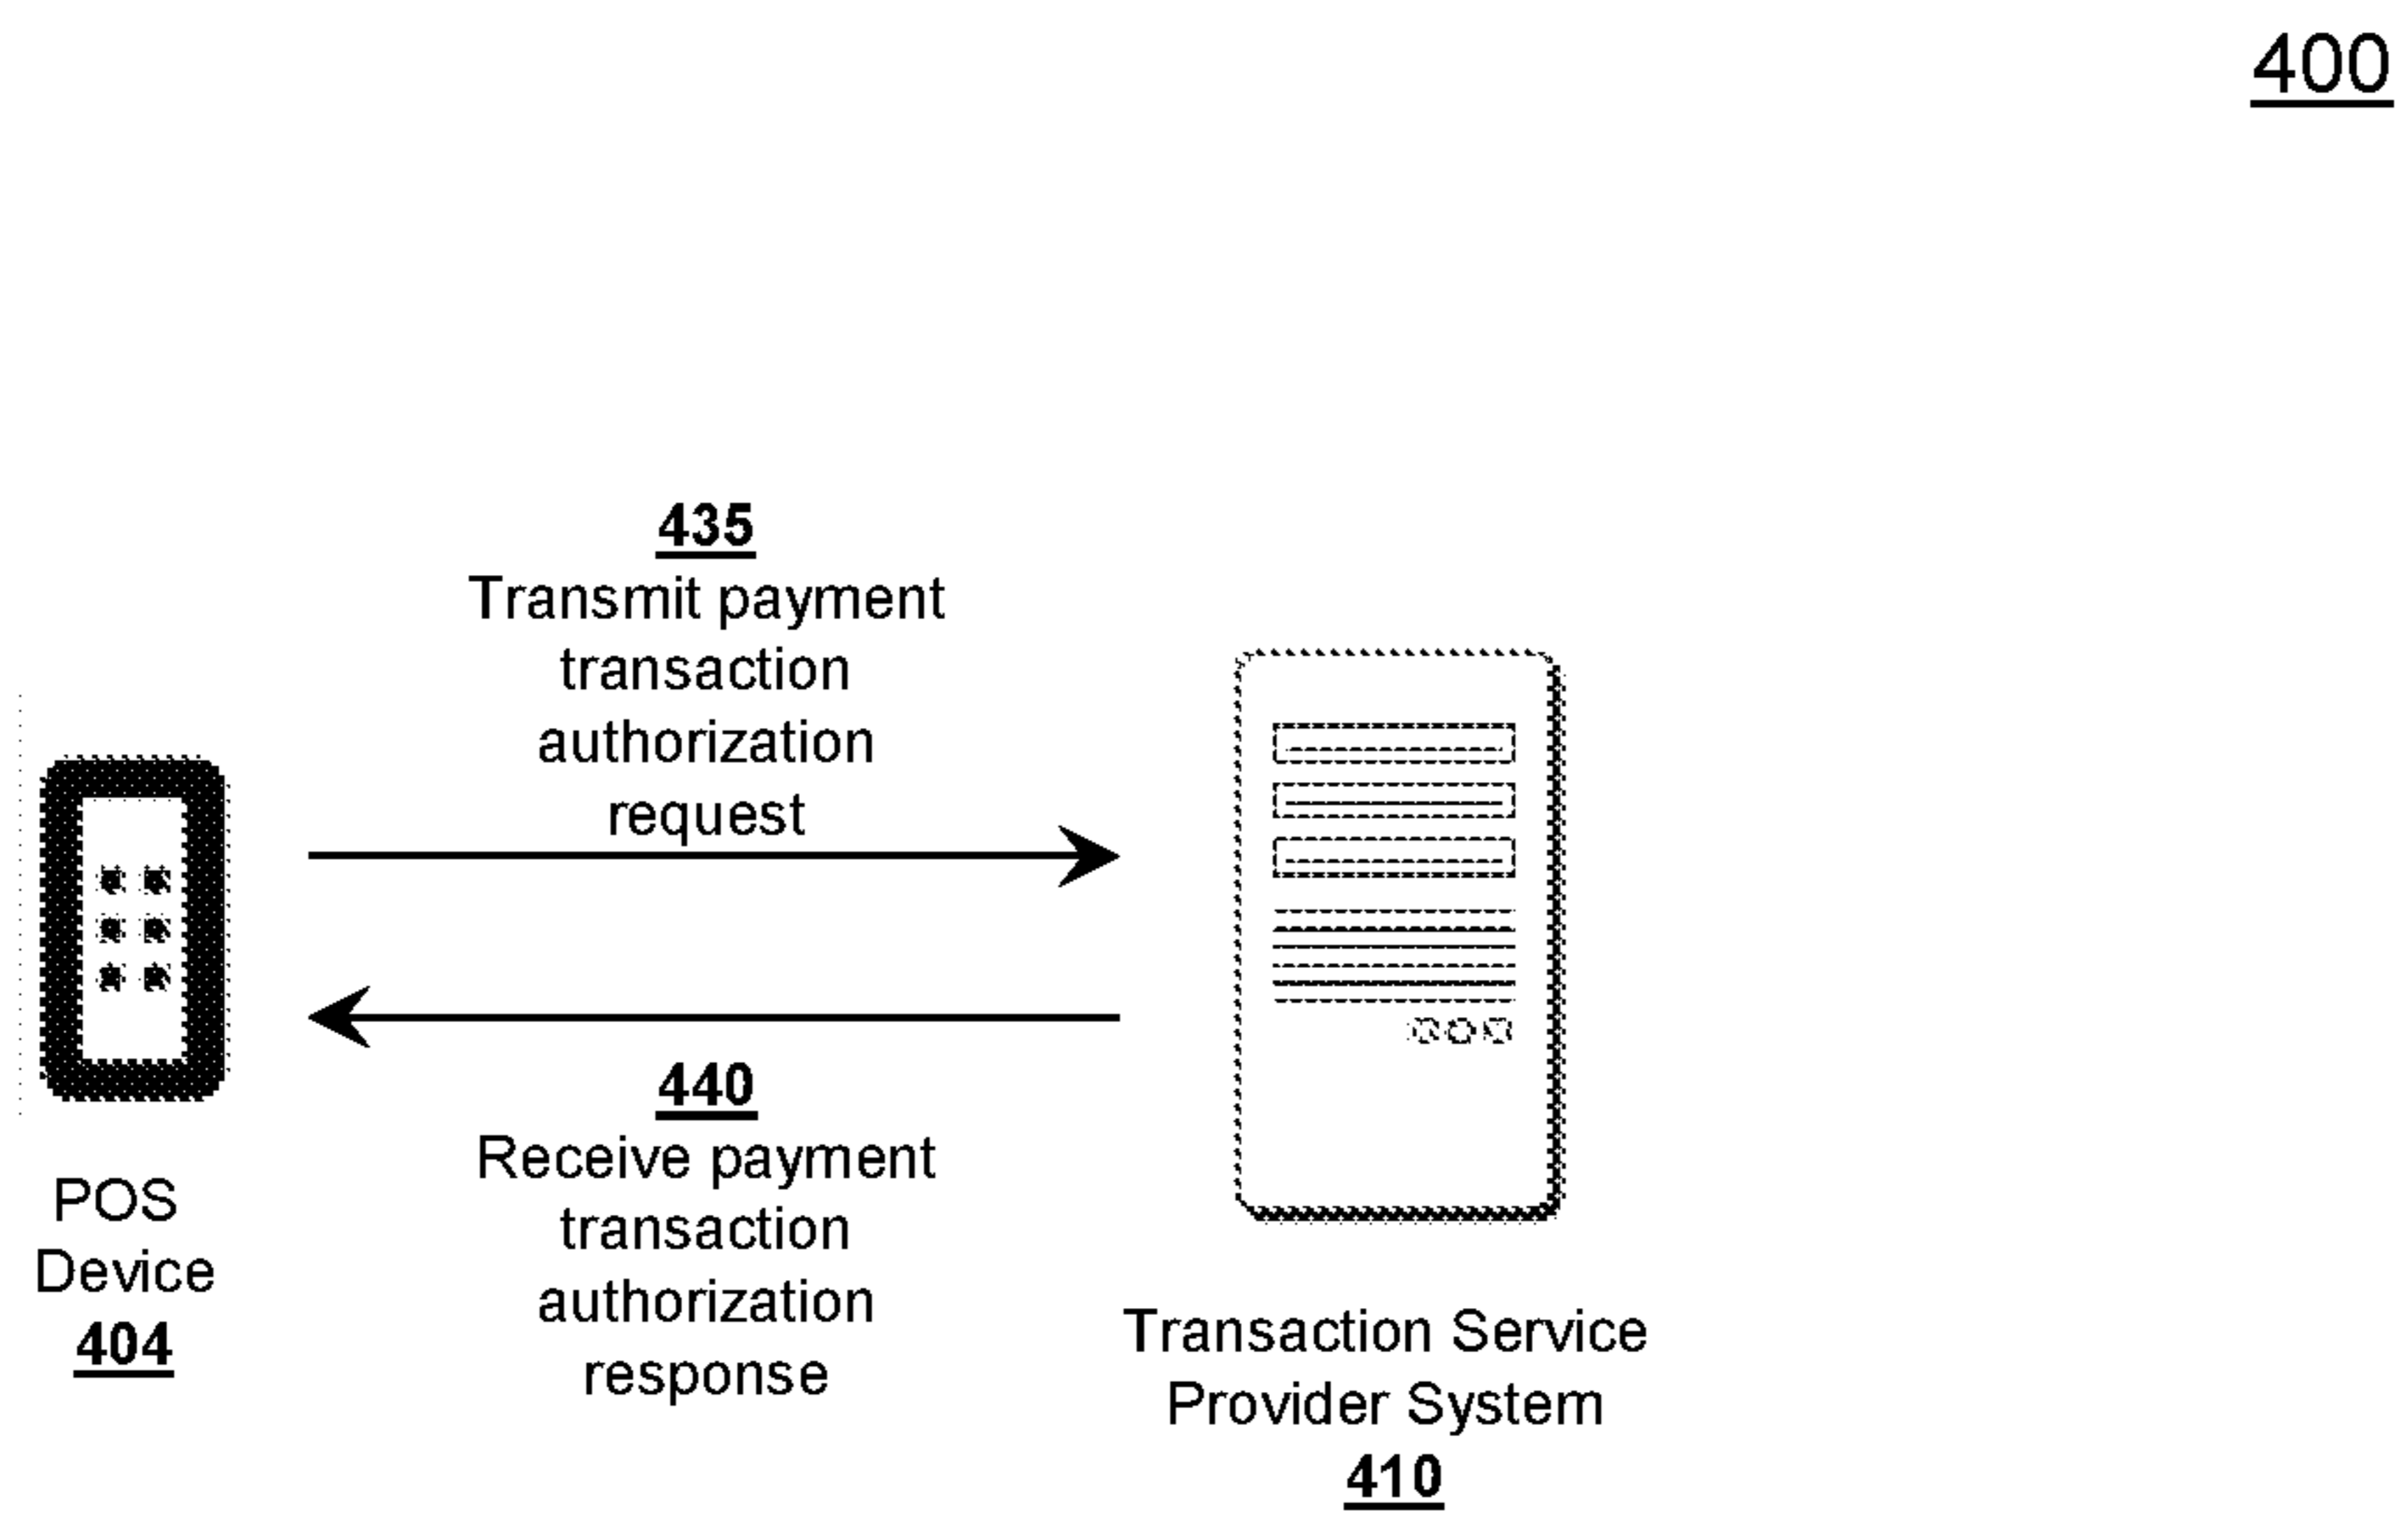 400
435
Transmit payment
transaction
authorization
request
440
Receive payment
transaction
authorization
response
POS
Device
404
Transaction Service
Provider System
410